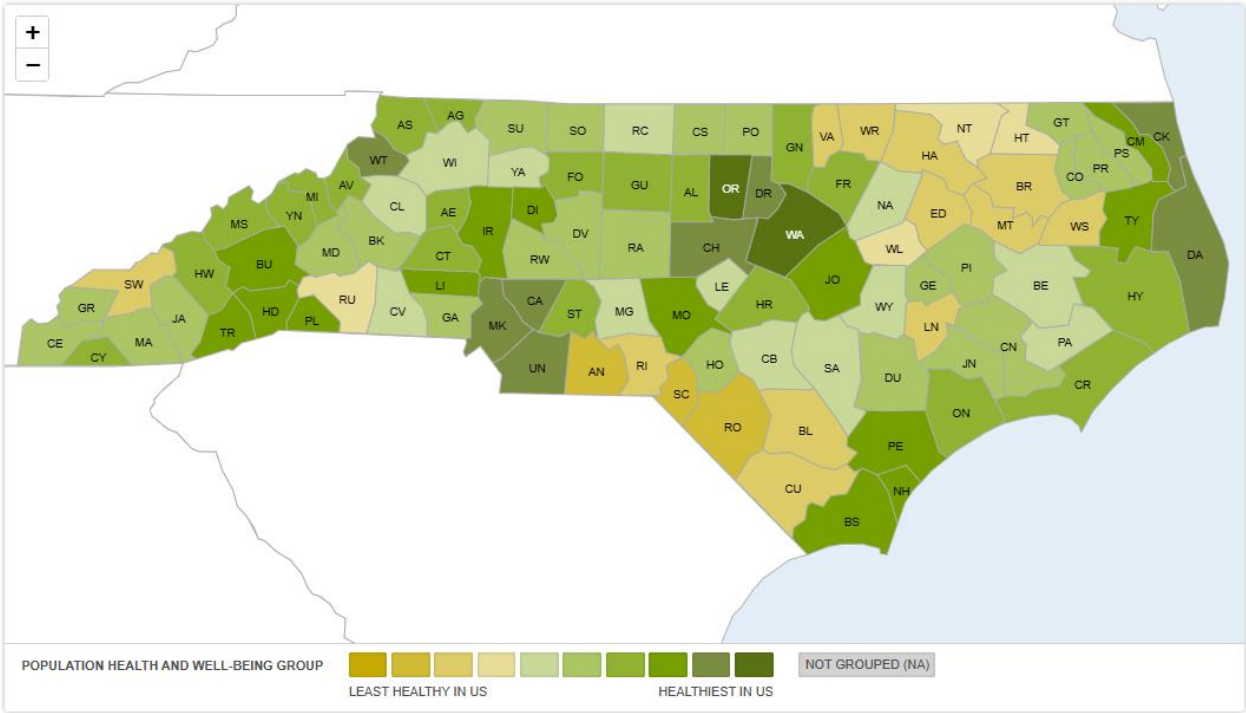 +
−
AS
AG
SU
SO
RC
CS
PO
GN
VA
WR
HA
NT
HT
GT
CM
CK
PS
PR
CO
WT
WI
YA
FO
GU
AL
OR
DR
FR
NA
BR
ED
MT
WS
TY
DA
AV
MI
YN
MS
CL
AE
IR
DI
DV
RA
CH
WA
WL
MD
BK
CT
RW
JO
PI
BE
HY
BU
HW
SW
GR
JA
RU
LI
CV
GA
MK
CA
ST
MG
MO
LE
HR
WY
GE
LN
CN
PA
CE
CY
MA
TR
HD
PL
UN
AN
RI
HO
CB
SA
DU
JN
CR
SC
RO
BL
ON
PE
CU
NH
BS
POPULATION HEALTH AND WELL-BEING GROUP
NOT GROUPED (NA)
LEAST HEALTHY IN US
HEALTHIEST IN US